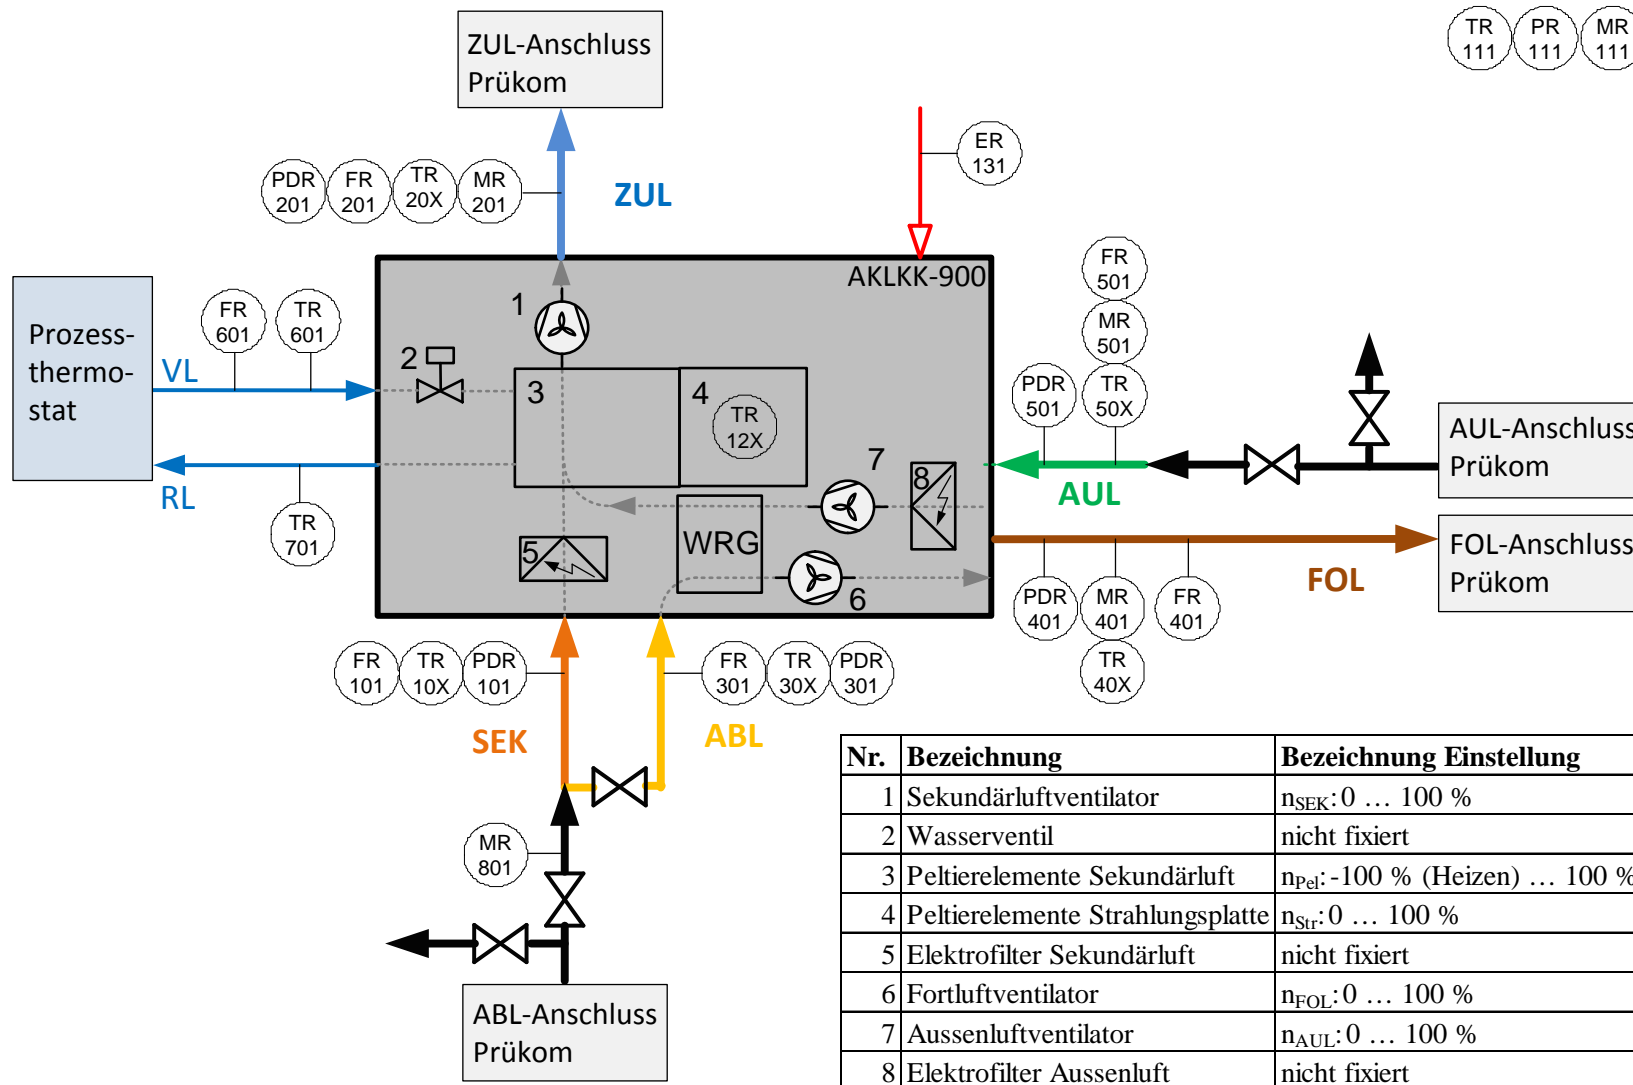 ZUL-Anschluss
Prükom
TR
111
PR
111
MR
111
ER
131
PDR
201
FR
201
TR
20X
MR
201
ZUL
AKLKK-900
FR
501
MR
501
PDR
501
TR
50X
Prozess-
thermo-
stat
FR
601
TR
601
VL
RL
TR
701
1
2
3
4
TR
12X
7
8
5
WRG
6
AUL
AUL-Anschluss
Prükom
FOL-Anschluss
Prükom
FOL
PDR
401
MR
401
FR
401
TR
40X
FR
101
TR
10X
PDR
101
FR
301
TR
30X
PDR
301
SEK
ABL
MR
801
ABL-Anschluss
Prükom
Nr. Bezeichnung Bezeichnung Einstellung
1 Sekundärluftventilator nSEK: 0 … 100 %
2 Wasserventil nicht fixiert
3 Peltierelemente Sekundärluft nPel: -100 % (Heizen) … 100 %
4 Peltierelemente Strahlungsplatte nStr: 0 … 100 %
5 Elektrofilter Sekundärluft nicht fixiert
6 Fortluftventilator nFOL: 0 … 100 %
7 Aussenluftventilator nAUL: 0 … 100 %
8 Elektrofilter Aussenluft nicht fixiert